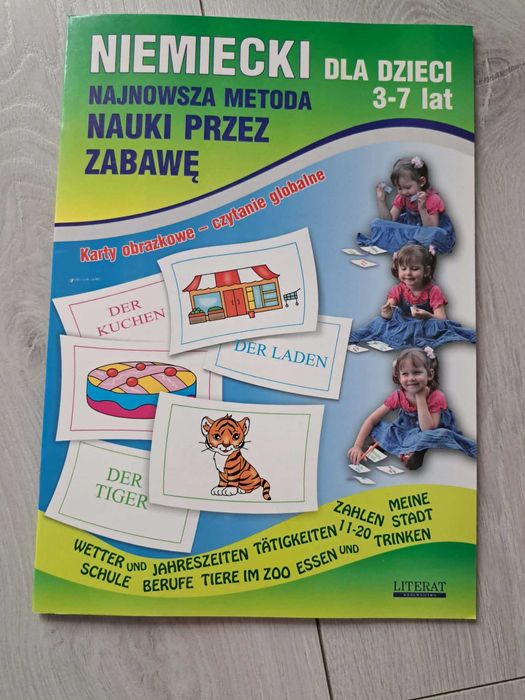 NIEMIECKI DLA DZIECI
3-7 lat
NAJNOWSZA METODA
NAUKI PRZEZ
ZABAWĘ
Karty obrazkowe – czytanie globalne
DER
KUCHEN
DER LADEN
DER
TIGER
WETTER UND JAHRESZEITEN TÄTIGKEITEN ZAHLEN 11-20 MEINE STADT
SCHULE BERUFE TIERE IM ZOO ESSEN UND TRINKEN
LITERAT